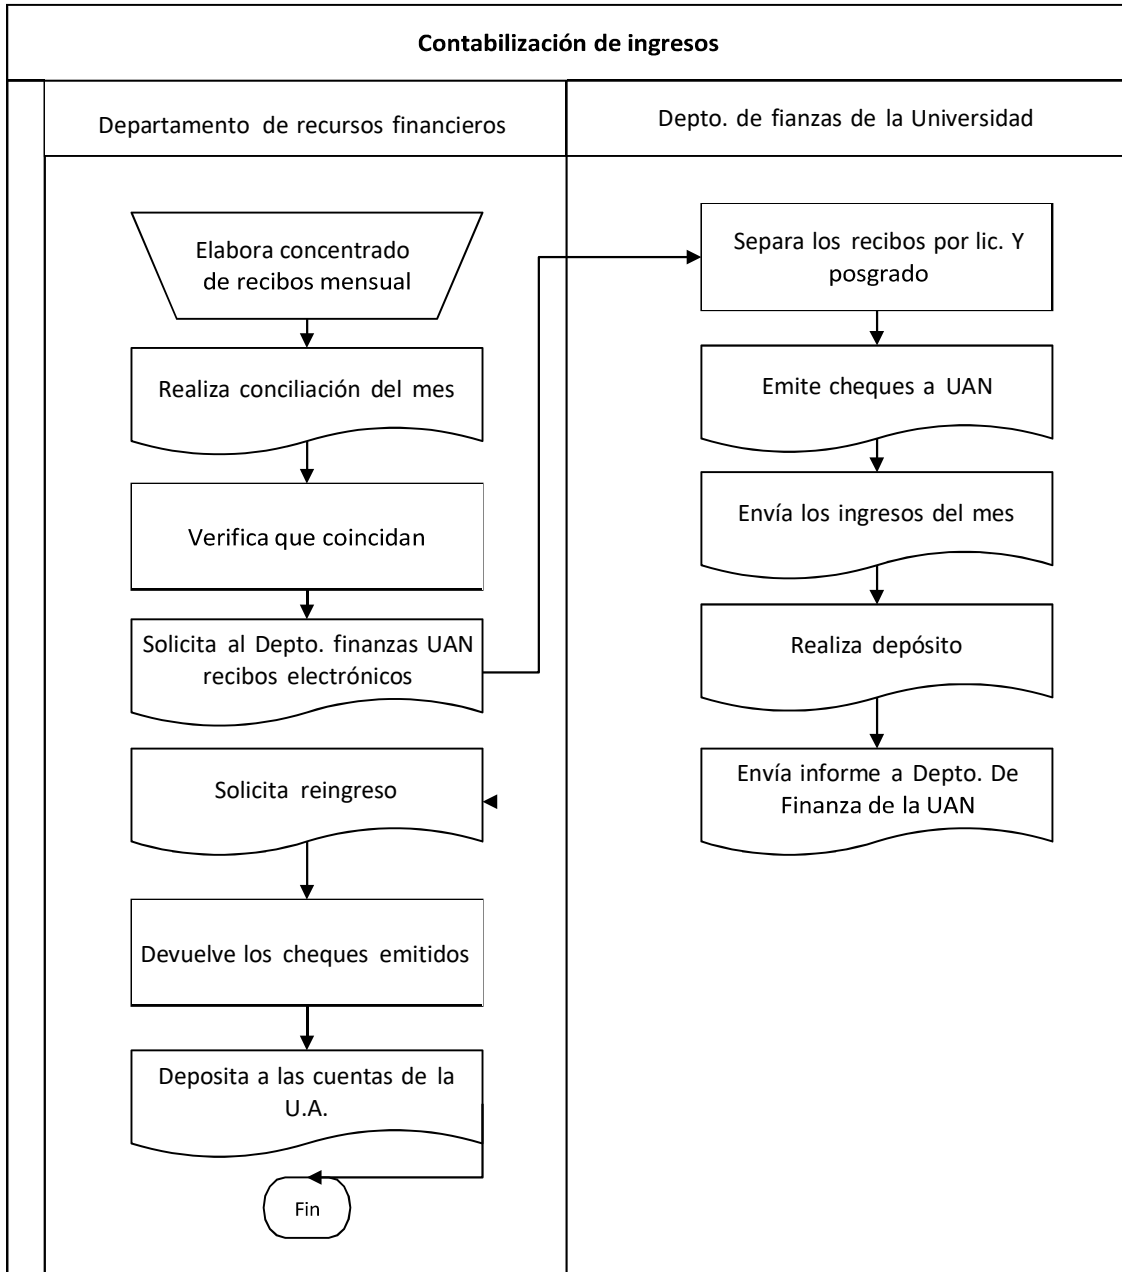 Contabilización de ingresos
Departamento de recursos financieros
Depto. de fianzas de la Universidad
Elabora concentrado
de recibos mensual
Realiza conciliación del mes
Verifica que coincidan
Solicita al Depto. finanzas UAN
recibos electrónicos
Solicita reingreso
Devuelve los cheques emitidos
Deposita a las cuentas de la
U.A.
Fin
Separa los recibos por lic. Y
posgrado
Emite cheques a UAN
Envía los ingresos del mes
Realiza depósito
Envía informe a Depto. De
Finanza de la UAN